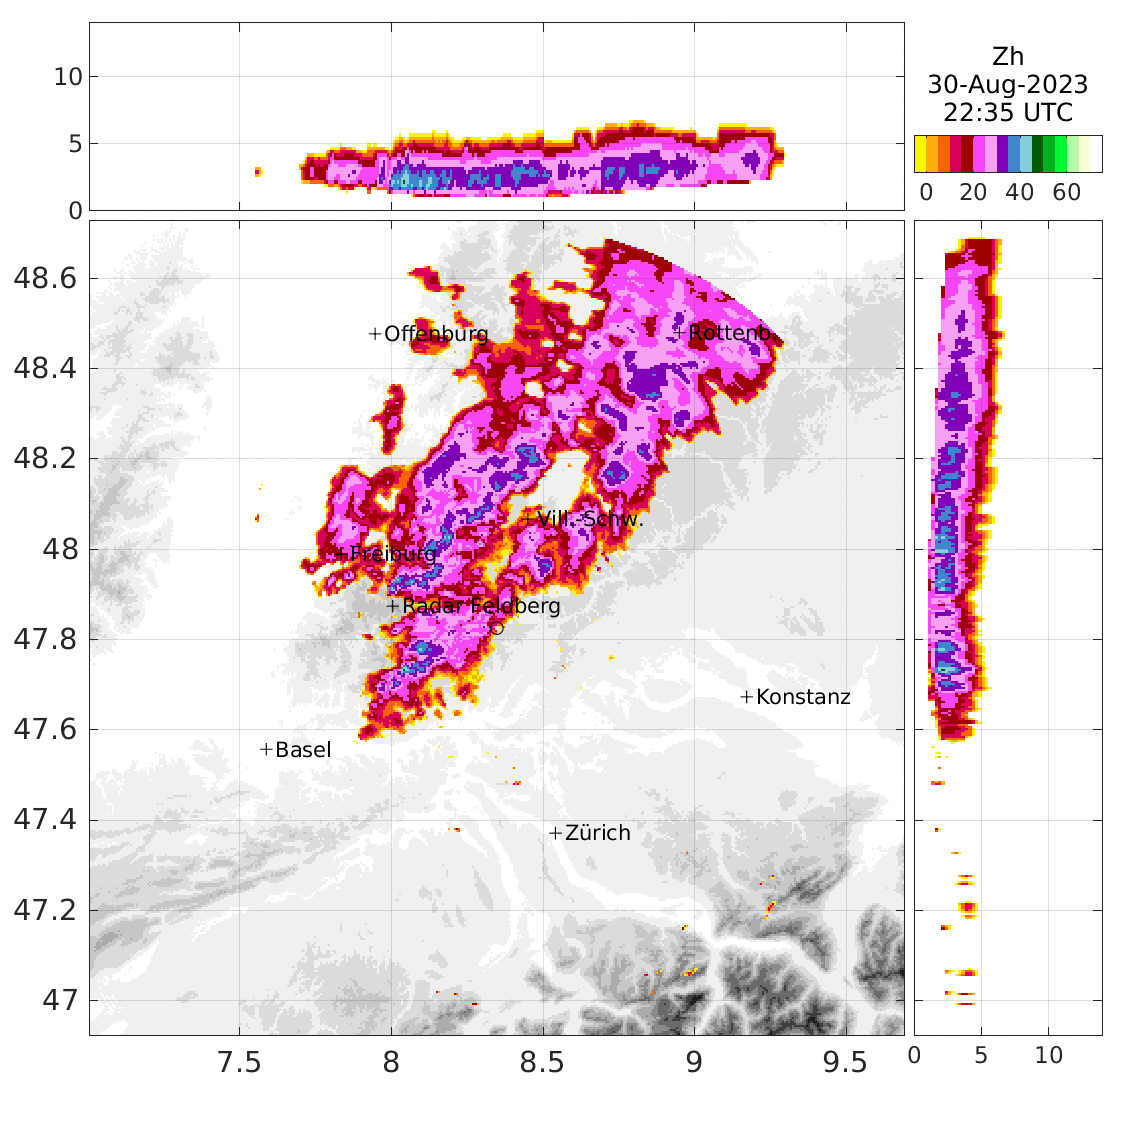 10
5
0
Zh
30-Aug-2023
22:35 UTC
0 20 40 60
48.6
48.4
48.2
48
47.8
47.6
47.4
47.2
47
+Offenburg
+Rottenb.
+Vill.-Schw.
+Freiburg
+Radar Feldberg
+Konstanz
+Basel
+Zürich
7.5 8 8.5 9 9.5
0 5 10